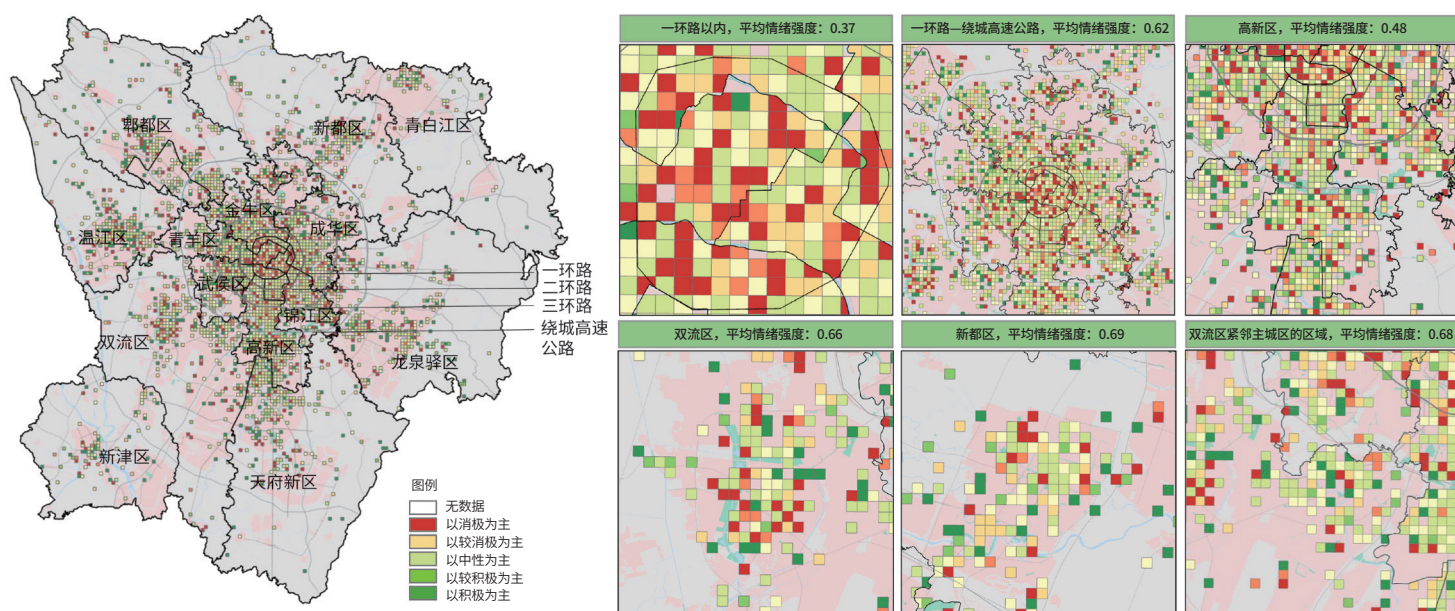 郫都区
新都区
青白江区
金牛区
温江区
青羊区
成华区
武侯区
锦江区
双流区
高新区
龙泉驿区
新津区
天府新区
一环路
二环路
三环路
绕城高速
公路
图例
无数据
以消极为主
以较消极为主
以中性为主
以较积极为主
以积极为主
一环路以内，平均情绪强度：0.37
一环路—绕城高速公路，平均情绪强度：0.62
高新区，平均情绪强度：0.48
双流区，平均情绪强度：0.66
新都区，平均情绪强度：0.69
双流区紧邻主城区的区域，平均情绪强度：0.68